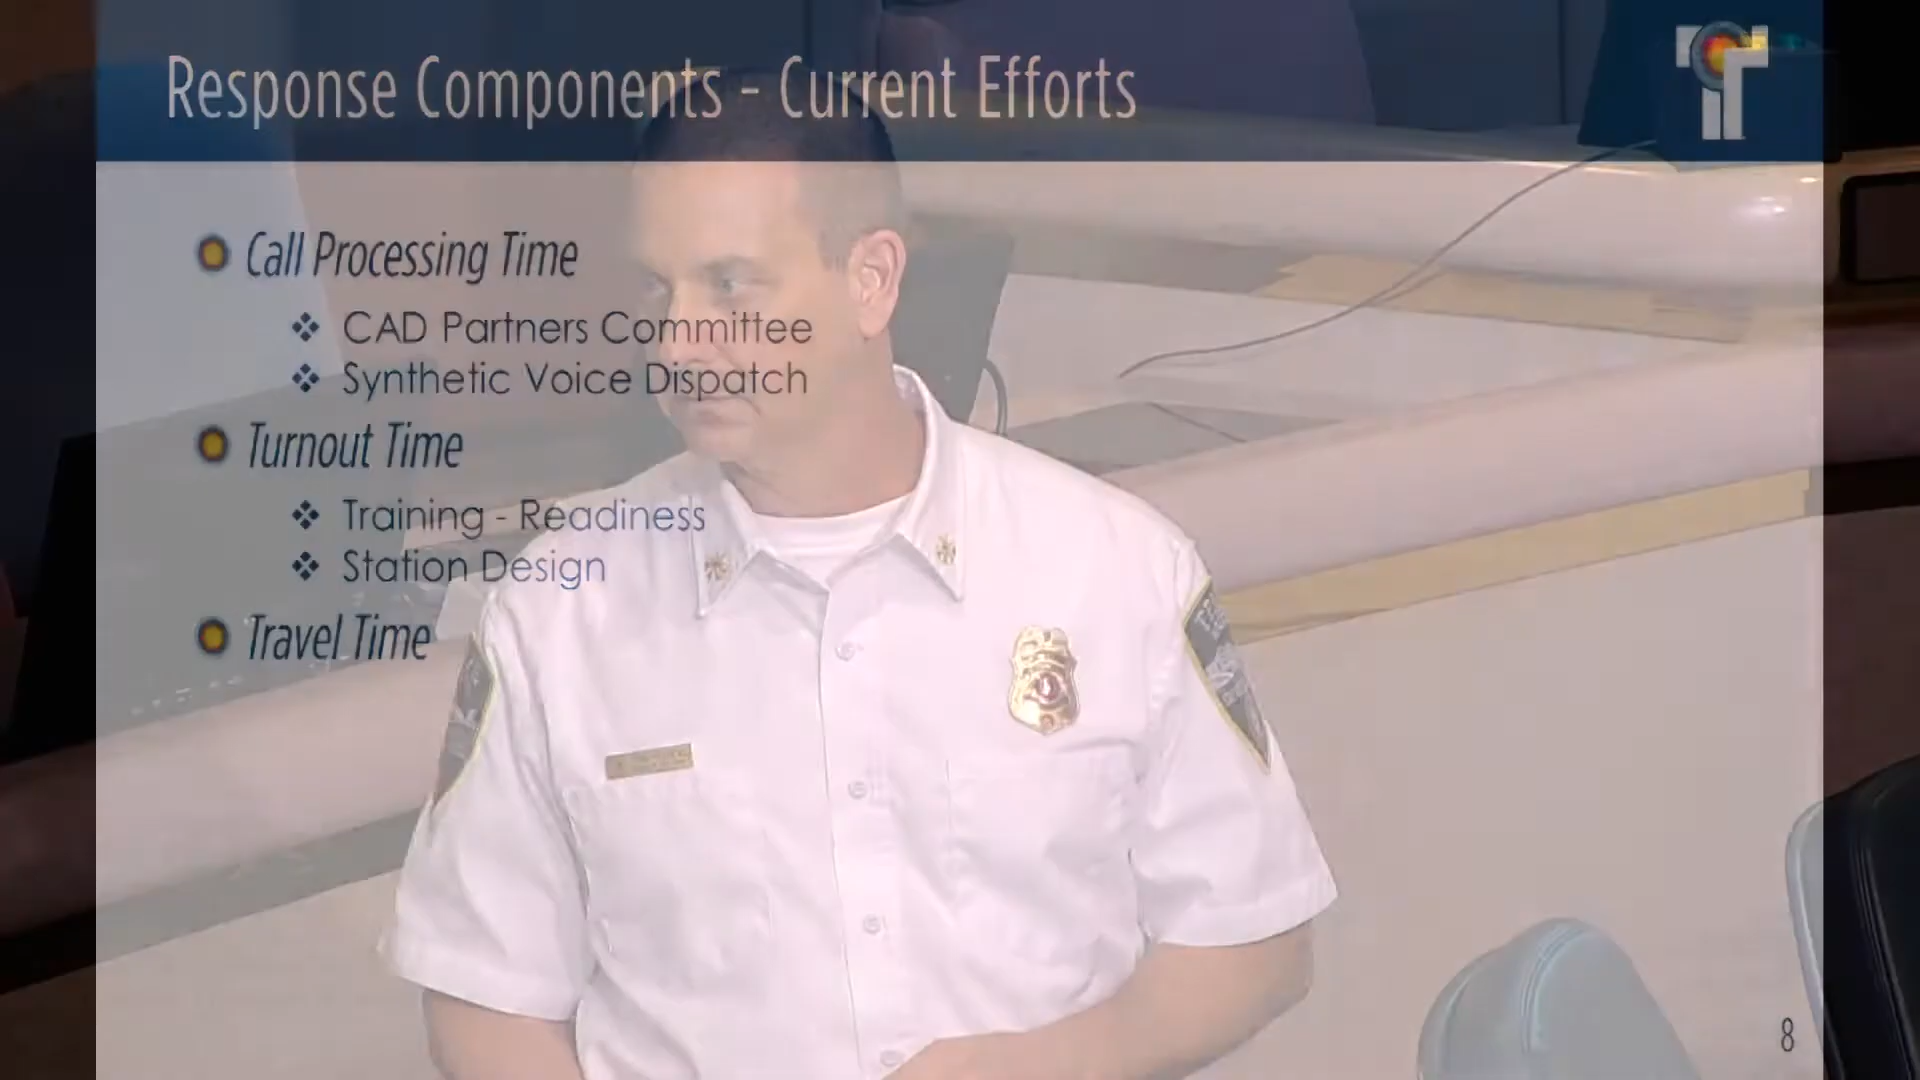 Response Components - Current Efforts
Call Processing Time
CAD Partners Committee
Synthetic Voice Dispatch
Turnout Time
Training - Readiness
Station Design
Travel Time
8